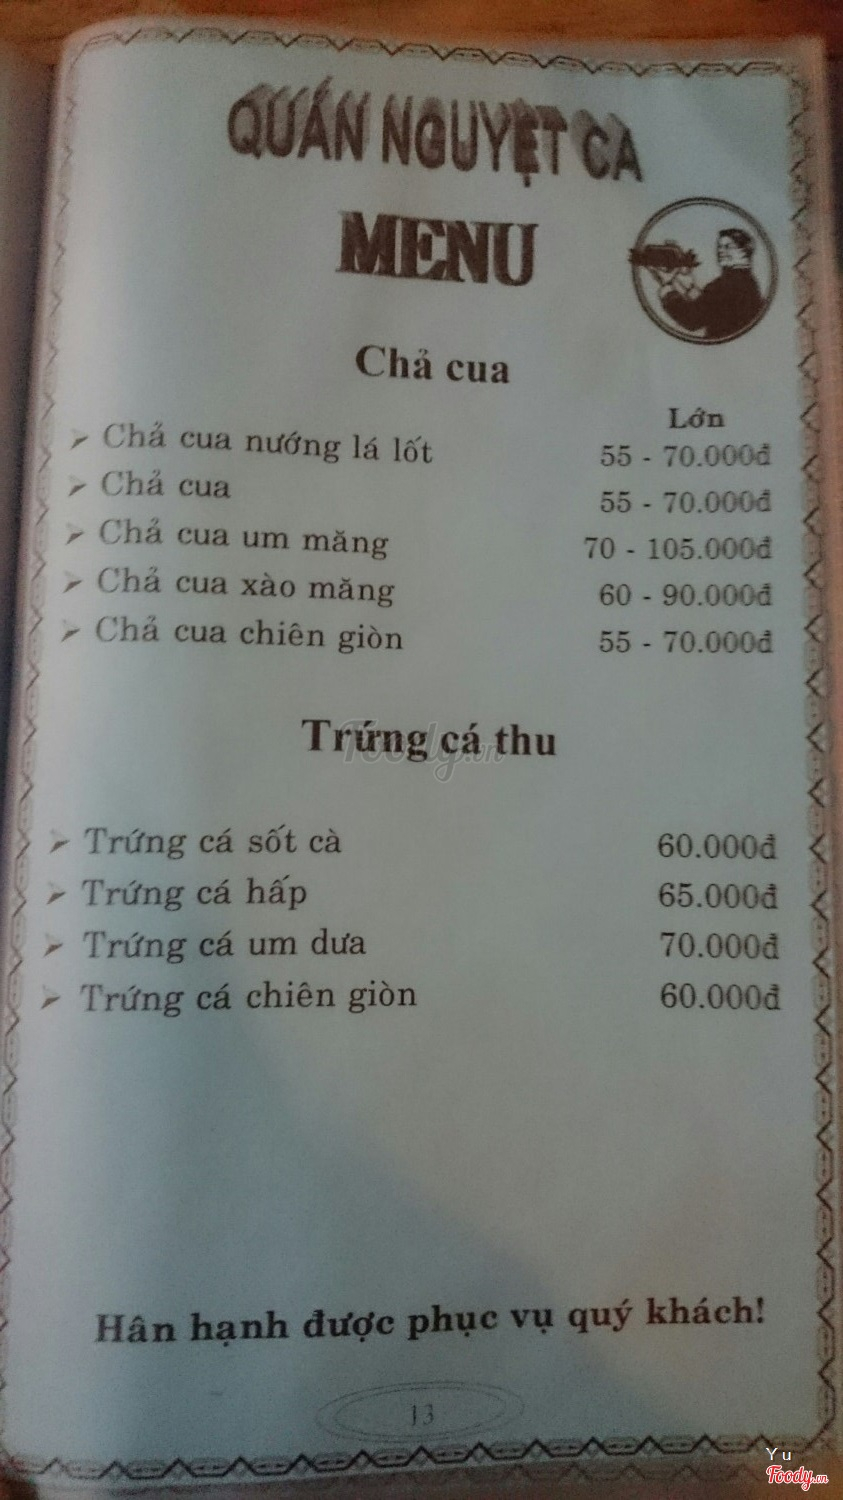 QUÁN NGUYỆT CA
MENU
Chả cua
Lớn
➢ Chả cua nướng lá lốt 55 - 70.000đ
➢ Chả cua 55 - 70.000đ
➢ Chả cua um măng 70 - 105.000đ
➢ Chả cua xào măng 60 - 90.000đ
➢ Chả cua chiên giòn 55 - 70.000đ
Trứng cá thu
Foody.vn
➢ Trứng cá sốt cà 60.000đ
➢ Trứng cá hấp 65.000đ
➢ Trứng cá um dưa 70.000đ
➢ Trứng cá chiên giòn 60.000đ
Hân hạnh được phục vụ quý khách!
13
Yu
Foody.vn